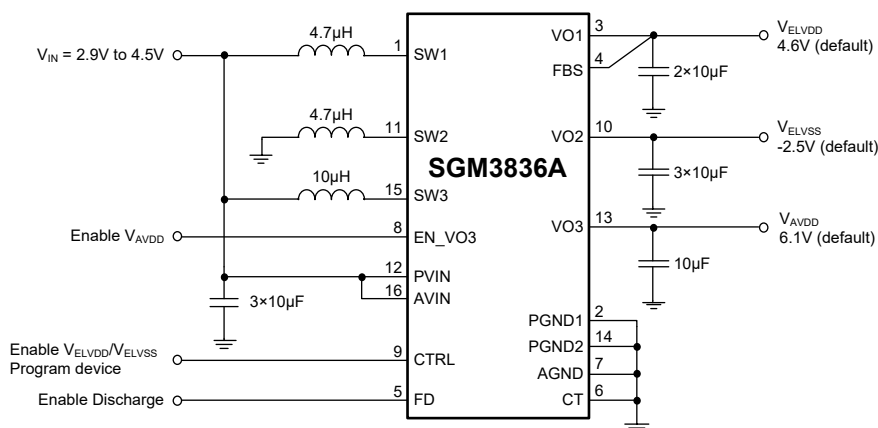 4.7µH
V_IN = 2.9V to 4.5V
1
SW1
4.7µH
11
SW2
10µH
15
SW3
Enable V_AVDD
8
EN_VO3
12
PVIN
16
AVIN
3×10µF
Enable V_ELVDD/V_ELVSS
Program device
9
CTRL
Enable Discharge
5
FD
SGM3836A
VO1
3
FBS
4
V_ELVDD
4.6V (default)
2×10µF
VO2
10
V_ELVSS
-2.5V (default)
3×10µF
VO3
13
V_AVDD
6.1V (default)
10µF
PGND1
2
PGND2
14
AGND
7
CT
6